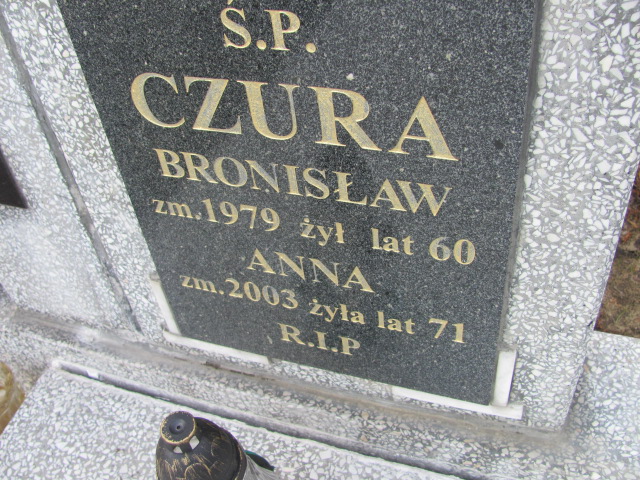 Ś.P.
CZURA
BRONISŁAW
zm.1979 żył lat 60
ANNA
zm.2003 żyła lat 71
R.I.P